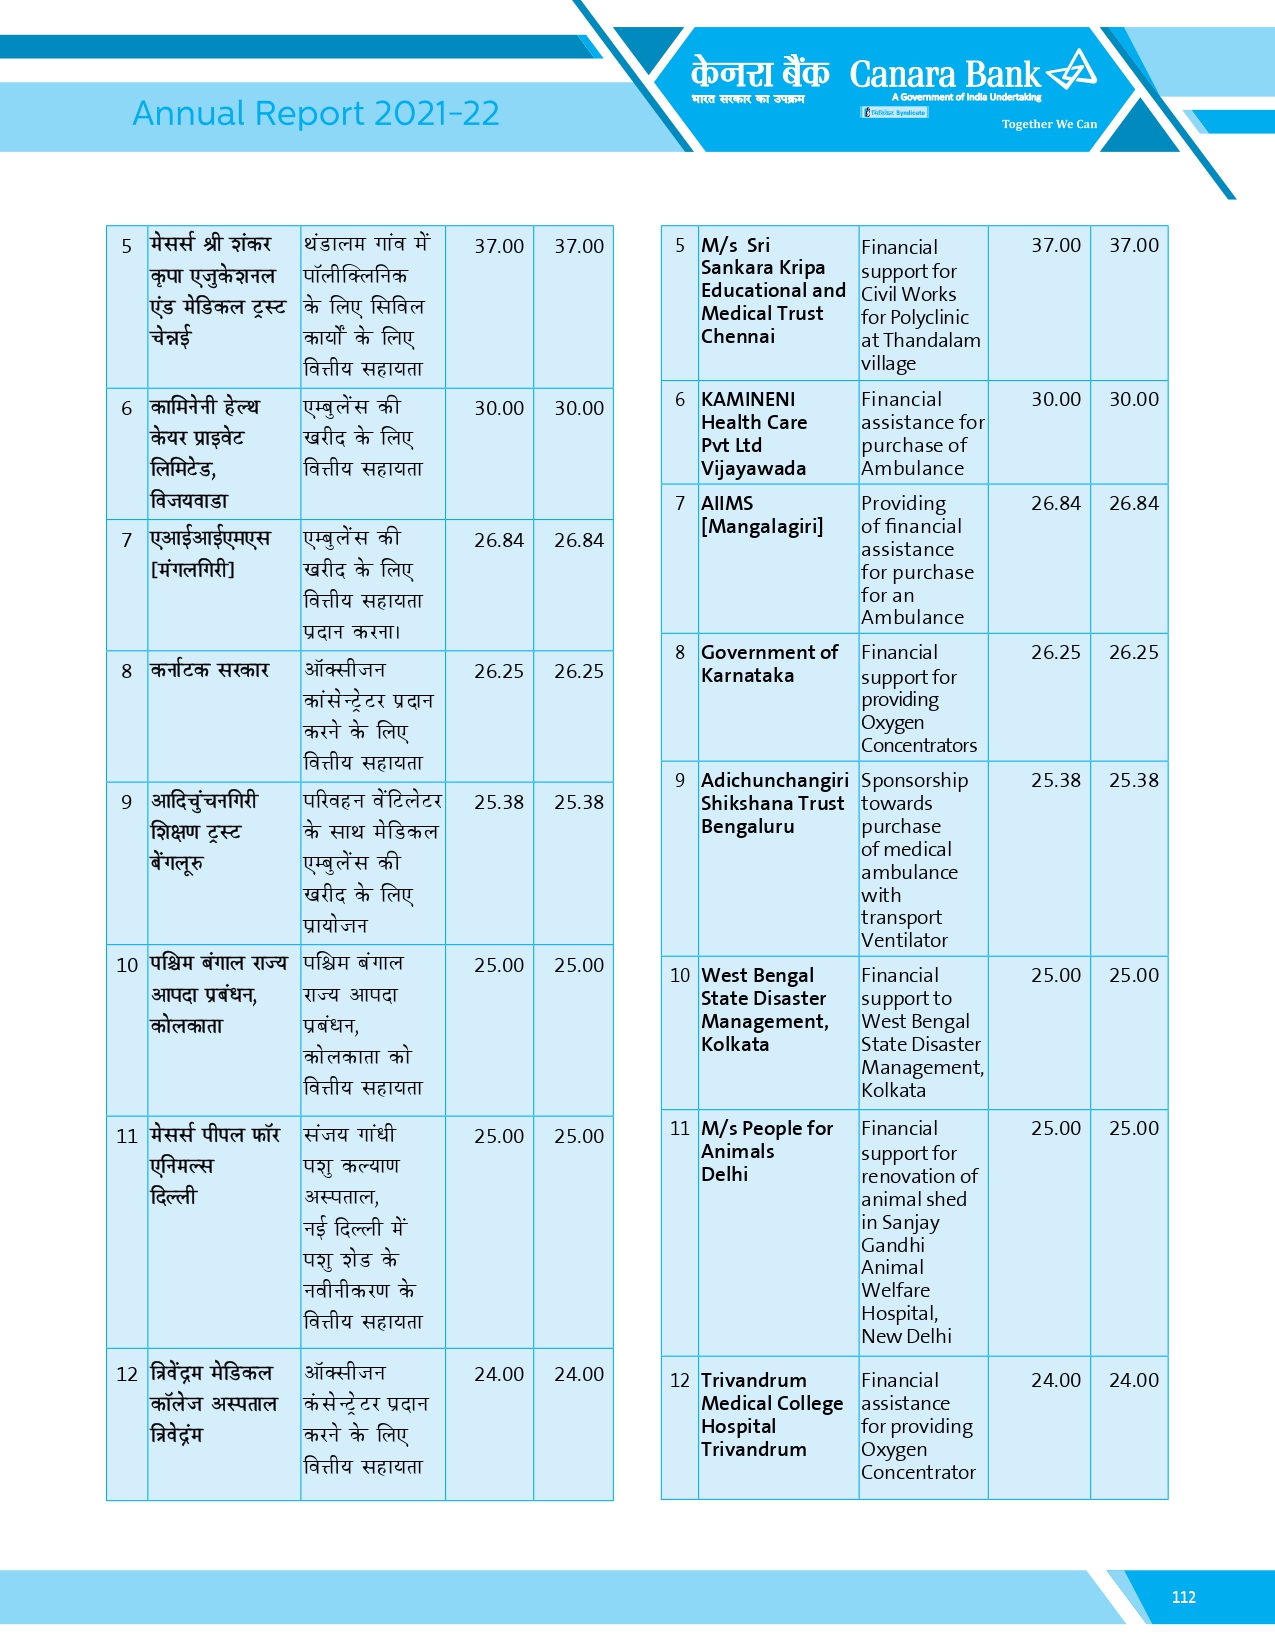 केनरा बैंक Canara Bank
भारत सरकार का उपक्रम A Government of India Undertaking
Syndicate
Together We Can
Annual Report 2021-22
5 मेसर्स श्री शंकर कृपा एजुकेशनल एंड मेडिकल ट्रस्ट चेन्नई थंडालम गांव में पॉलीक्लिनिक के लिए सिविल कार्यों के लिए वित्तीय सहायता 37.00 37.00
6 कामिनेनी हेल्थ केयर प्राइवेट लिमिटेड, विजयवाडा एम्बुलेंस की खरीद के लिए वित्तीय सहायता 30.00 30.00
7 एआईआईएमएस [मंगलगिरी] एम्बुलेंस की खरीद के लिए वित्तीय सहायता प्रदान करना। 26.84 26.84
8 कर्नाटक सरकार ऑक्सीजन कांसेन्ट्रेटर प्रदान करने के लिए वित्तीय सहायता 26.25 26.25
9 आदिचुंचनगिरी शिक्षण ट्रस्ट बेंगलूरु परिवहन वेंटिलेटर के साथ मेडिकल एम्बुलेंस की खरीद के लिए प्रायोजन 25.38 25.38
10 पश्चिम बंगाल राज्य आपदा प्रबंधन, कोलकाता पश्चिम बंगाल राज्य आपदा प्रबंधन, कोलकाता को वित्तीय सहायता 25.00 25.00
11 मेसर्स पीपल फॉर एनिमल्स दिल्ली संजय गांधी पशु कल्याण अस्पताल, नई दिल्ली में पशु शेड के नवीनीकरण के वित्तीय सहायता 25.00 25.00
12 त्रिवेंद्रम मेडिकल कॉलेज अस्पताल त्रिवेद्रंम ऑक्सीजन कंसेन्ट्रेटर प्रदान करने के लिए वित्तीय सहायता 24.00 24.00
5 M/s Sri Sankara Kripa Educational and Medical Trust Chennai Financial support for Civil Works for Polyclinic at Thandalam village 37.00 37.00
6 KAMINENI Health Care Pvt Ltd Vijayawada Financial assistance for purchase of Ambulance 30.00 30.00
7 AIIMS [Mangalagiri] Providing of financial assistance for purchase for an Ambulance 26.84 26.84
8 Government of Karnataka Financial support for providing Oxygen Concentrators 26.25 26.25
9 Adichunchangiri Shikshana Trust Bengaluru Sponsorship towards purchase of medical ambulance with transport Ventilator 25.38 25.38
10 West Bengal State Disaster Management, Kolkata Financial support to West Bengal State Disaster Management, Kolkata 25.00 25.00
11 M/s People for Animals Delhi Financial support for renovation of animal shed in Sanjay Gandhi Animal Welfare Hospital, New Delhi 25.00 25.00
12 Trivandrum Medical College Hospital Trivandrum Financial assistance for providing Oxygen Concentrator 24.00 24.00
112